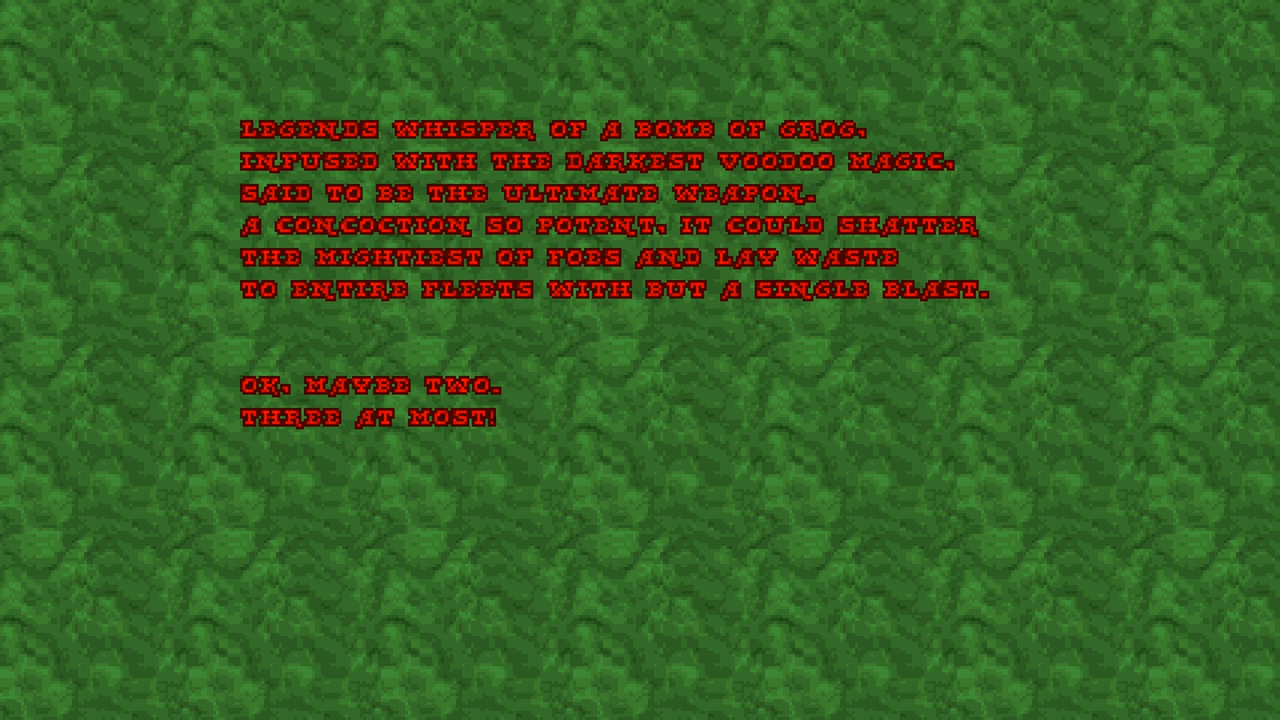 LEGENDS WHISPER OF A BOMB OF GROG,
INFUSED WITH THE DARKEST VOODOO MAGIC,
SAID TO BE THE ULTIMATE WEAPON.
A CONCOCTION SO POTENT, IT COULD SHATTER
THE MIGHTIEST OF FOES AND LAY WASTE
TO ENTIRE FLEETS WITH BUT A SINGLE BLAST.
OK, MAYBE TWO.
THREE AT MOST!